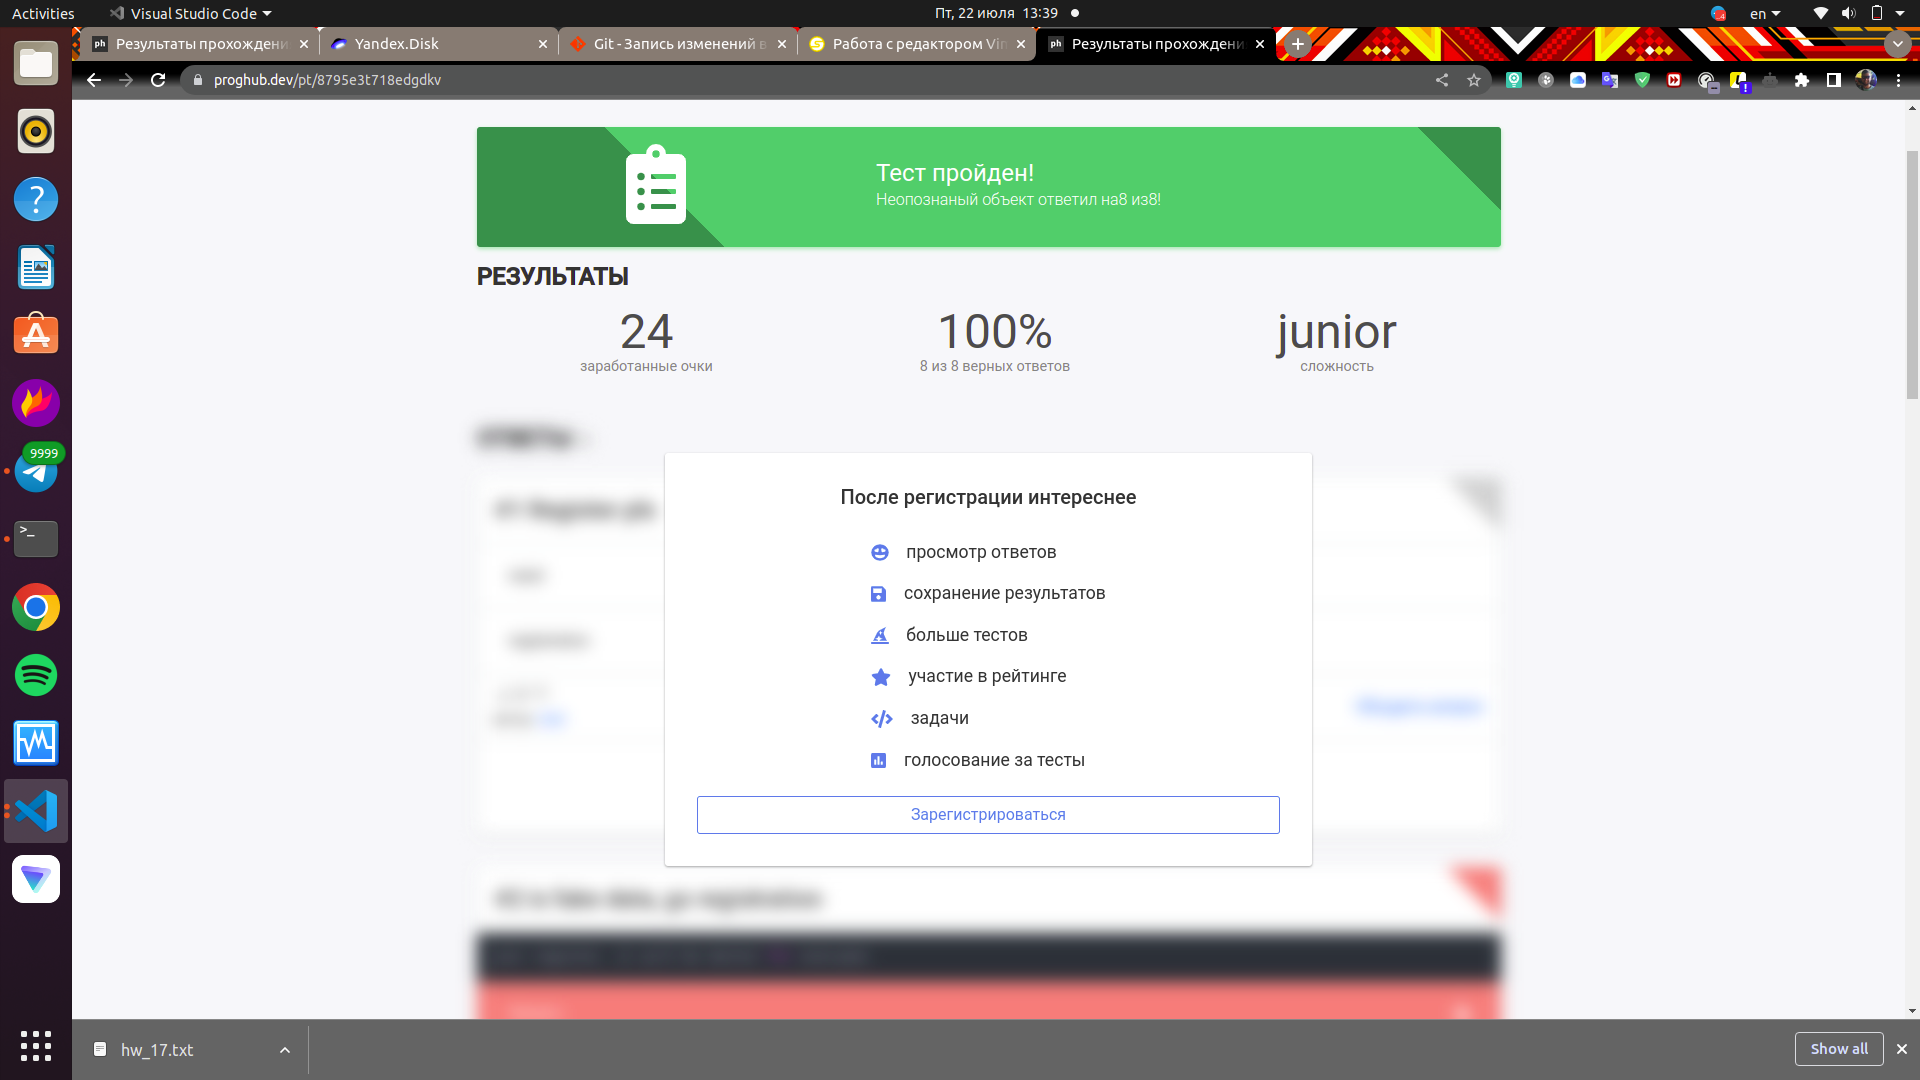 Activities
Visual Studio Code
Пт, 22 июля 13:39
en
ph Результаты прохождени
Yandex.Disk
Git - Запись изменений в
Работа с редактором Vim
ph Результаты прохождени
proghub.dev/pt/8795e3t718edgdkv
Тест пройден!
Неопознаный объект ответил на8 из8!
РЕЗУЛЬТАТЫ
24
заработанные очки
100%
8 из 8 верных ответов
junior
сложность
9999
После регистрации интереснее
просмотр ответов
сохранение результатов
больше тестов
участие в рейтинге
задачи
голосование за тесты
Зарегистрироваться
hw_17.txt
Show all